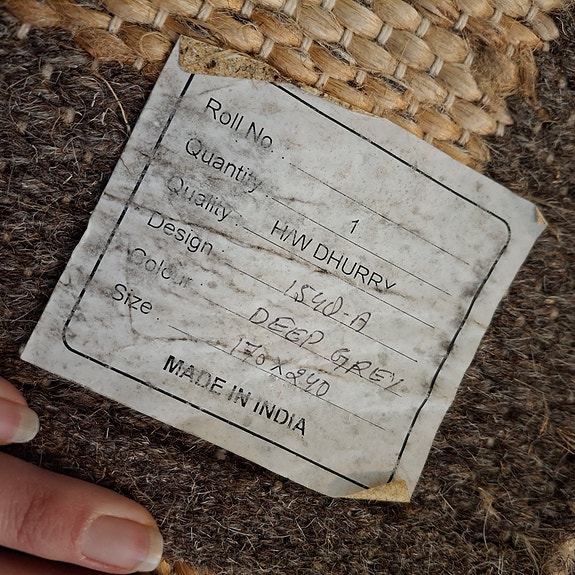 Roll No.
Quantity. 1
Quality. H/W DHURRY
Design. 1540-A
Colour. DEEP GREY
Size. 170x240
MADE IN INDIA